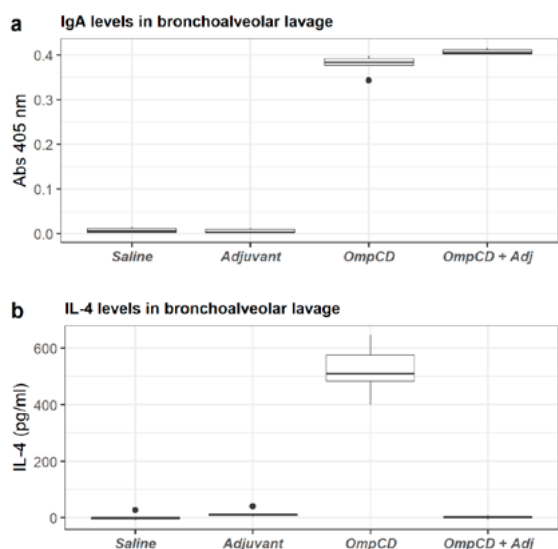 a IgA levels in bronchoalveolar lavage
Abs 405 nm
0.4
0.3
0.2
0.1
0.0
Saline Adjuvant OmpCD OmpCD + Adj
b IL-4 levels in bronchoalveolar lavage
IL-4 (pg/ml)
600
400
200
0
Saline Adjuvant OmpCD OmpCD + Adj